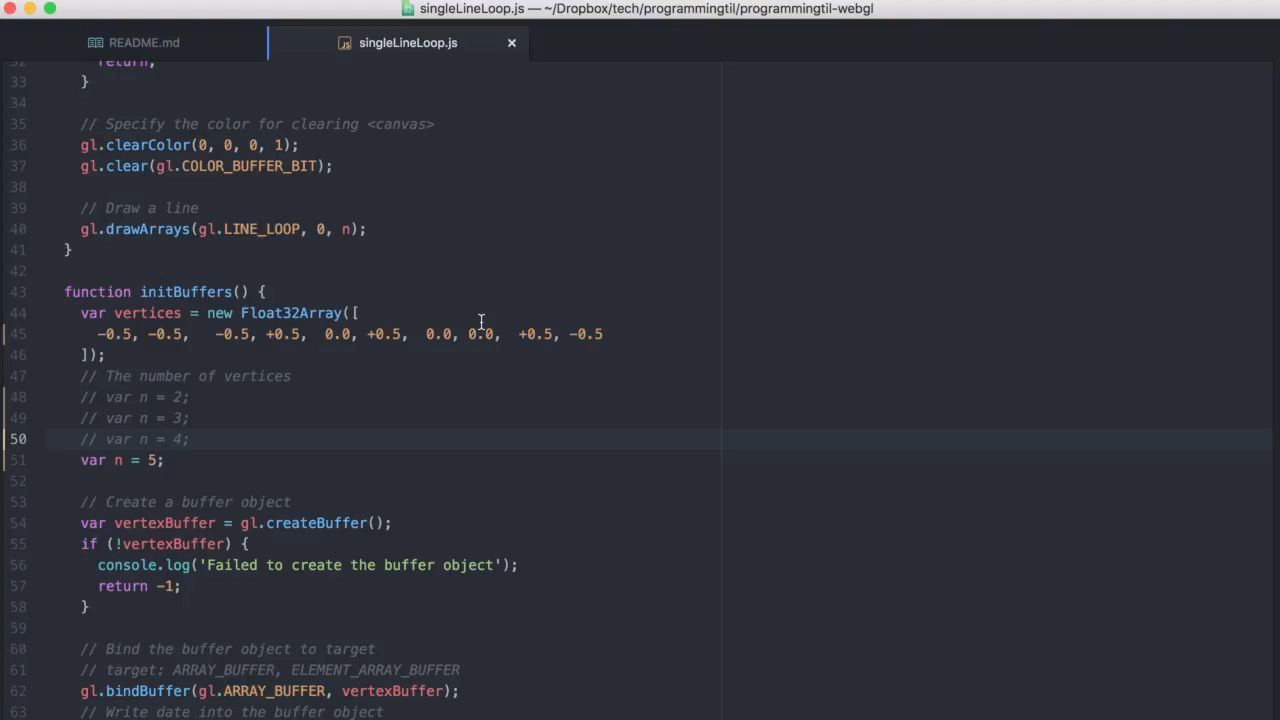 singleLineLoop.js — ~/Dropbox/tech/programmingtil/programmingtil-webgl
README.md
singleLineLoop.js ×
32 return;
33 }
34
35 // Specify the color for clearing <canvas>
36 gl.clearColor(0, 0, 0, 1);
37 gl.clear(gl.COLOR_BUFFER_BIT);
38
39 // Draw a line
40 gl.drawArrays(gl.LINE_LOOP, 0, n);
41 }
42
43 function initBuffers() {
44 var vertices = new Float32Array([
45 -0.5, -0.5, -0.5, +0.5, 0.0, +0.5, 0.0, 0.0, +0.5, -0.5
46 ]);
47 // The number of vertices
48 // var n = 2;
49 // var n = 3;
50 // var n = 4;
51 var n = 5;
52
53 // Create a buffer object
54 var vertexBuffer = gl.createBuffer();
55 if (!vertexBuffer) {
56 console.log('Failed to create the buffer object');
57 return -1;
58 }
59
60 // Bind the buffer object to target
61 // target: ARRAY_BUFFER, ELEMENT_ARRAY_BUFFER
62 gl.bindBuffer(gl.ARRAY_BUFFER, vertexBuffer);
63 // Write date into the buffer object